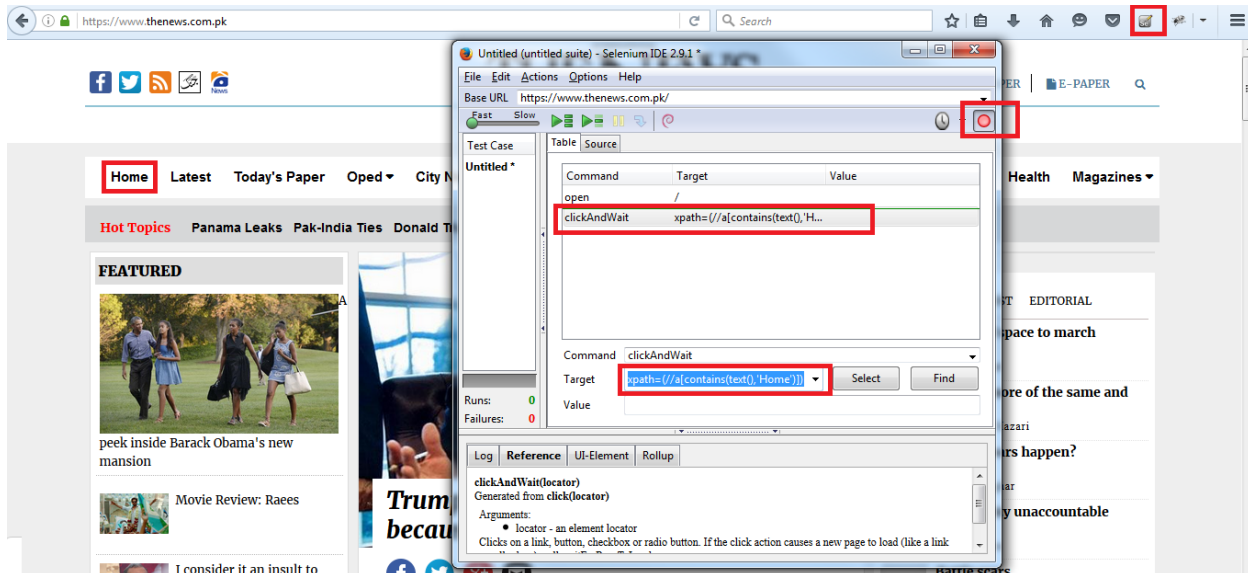 https://www.thenews.com.pk
Search
Untitled (untitled suite) - Selenium IDE 2.9.1 *
File Edit Actions Options Help
Base URL https://www.thenews.com.pk/
Fast Slow
News
E-PAPER
Test Case
Table Source
Untitled *
Command Target Value
open /
clickAndWait xpath=(//a[contains(text(),'H...
Home Latest Today's Paper Oped City N
Health Magazines
Hot Topics Panama Leaks Pak-India Ties Donald T
FEATURED
A
EDITORIAL
space to march
Command clickAndWait
Target xpath=(//a[contains(text(),'Home')]) Select Find
Value
Runs: 0
Failures: 0
ore of the same and
azari
rs happen?
ar
y unaccountable
peek inside Barack Obama's new
mansion
Log Reference UI-Element Rollup
clickAndWait(locator)
Generated from click(locator)
Arguments:
locator - an element locator
Clicks on a link, button, checkbox or radio button. If the click action causes a new page to load (like a link
Movie Review: Raees
Trump
becau
I consider it an insult to